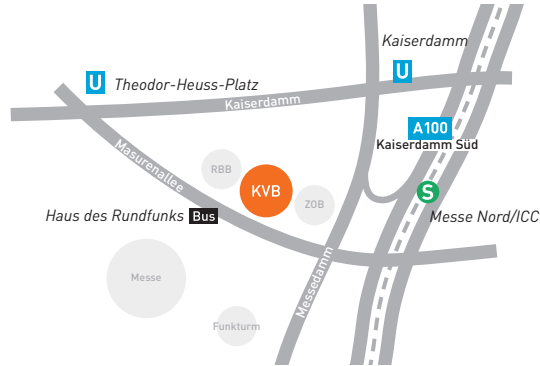 Kaiserdamm
U
U
Theodor-Heuss-Platz
Kaiserdamm
A100
Kaiserdamm Süd
Masurenallee
RBB
KVB
S
ZOB
Haus des Rundfunks Bus
Messe Nord/ICC
Messe
Messedamm
Funkturm